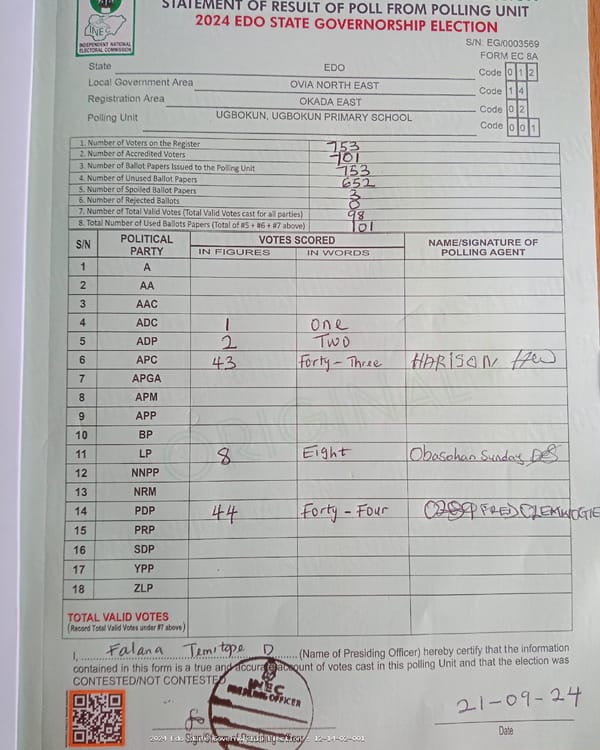 STATEMENT OF RESULT OF POLL FROM POLLING UNIT
2024 EDO STATE GOVERNORSHIP ELECTION
INEC
INDEPENDENT NATIONAL
ELECTORAL COMMISSION
S/N: EG/0003569
FORM EC 8A
State EDO Code 0 1 2
Local Government Area OVIA NORTH EAST Code 1 4
Registration Area OKADA EAST Code 0 2
Polling Unit UGBOKUN, UGBOKUN PRIMARY SCHOOL Code 0 0 1
1. Number of Voters on the Register 753
2. Number of Accredited Voters 101
3. Number of Ballot Papers Issued to the Polling Unit 753
4. Number of Unused Ballot Papers 652
5. Number of Spoiled Ballot Papers 3
6. Number of Rejected Ballots 0
7. Number of Total Valid Votes (Total Valid Votes cast for all parties) 98
8. Total Number of Used Ballots Papers (Total of #5 + #6 + #7 above) 101
S/N POLITICAL PARTY VOTES SCORED NAME/SIGNATURE OF POLLING AGENT
IN FIGURES IN WORDS
1 A
2 AA
3 AAC
4 ADC 1 One
5 ADP 2 Two
6 APC 43 Forty-Three HARISON
7 APGA
8 APM
9 APP
10 BP
11 LP 8 Eight Obasohan Sunday
12 NNPP
13 NRM
14 PDP 44 Forty-Four FRED
15 PRP
16 SDP
17 YPP
18 ZLP
ORIGINAL
TOTAL VALID VOTES
(Record Total Valid Votes under #7 above)
I, Falana Temitope D (Name of Presiding Officer) hereby certify that the information
contained in this form is a true and accurate account of votes cast in this polling Unit and that the election was
CONTESTED/NOT CONTESTED
INEC
PRESIDING OFFICER
21-09-24
Date